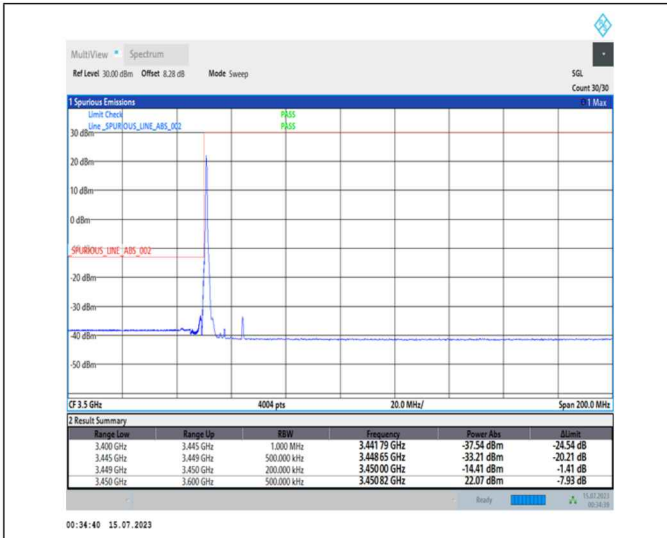 MultiView Spectrum
Ref Level 30.00 dBm Offset 8.28 dB Mode Sweep SGL
Count 30/30
1 Spurious Emissions 1 Max
Limit Check PASS
Line _SPURIOUS_LINE_ABS_002 PASS
30 dBm
20 dBm
10 dBm
0 dBm
_SPURIOUS_LINE_ABS_002
-20 dBm
-30 dBm
-40 dBm
-50 dBm
CF 3.5 GHz 4004 pts 20.0 MHz/ Span 200.0 MHz
2 Result Summary
Range Low Range Up RBW Frequency Power Abs ΔLimit
3.400 GHz 3.445 GHz 1.000 MHz 3.441 79 GHz -37.54 dBm -24.54 dB
3.445 GHz 3.449 GHz 500.000 kHz 3.448 65 GHz -33.21 dBm -20.21 dB
3.449 GHz 3.450 GHz 200.000 kHz 3.450 00 GHz -14.41 dBm -1.41 dB
3.450 GHz 3.600 GHz 500.000 kHz 3.450 82 GHz 22.07 dBm -7.93 dB
Ready 15.07.2023
00:34:39
00:34:40 15.07.2023